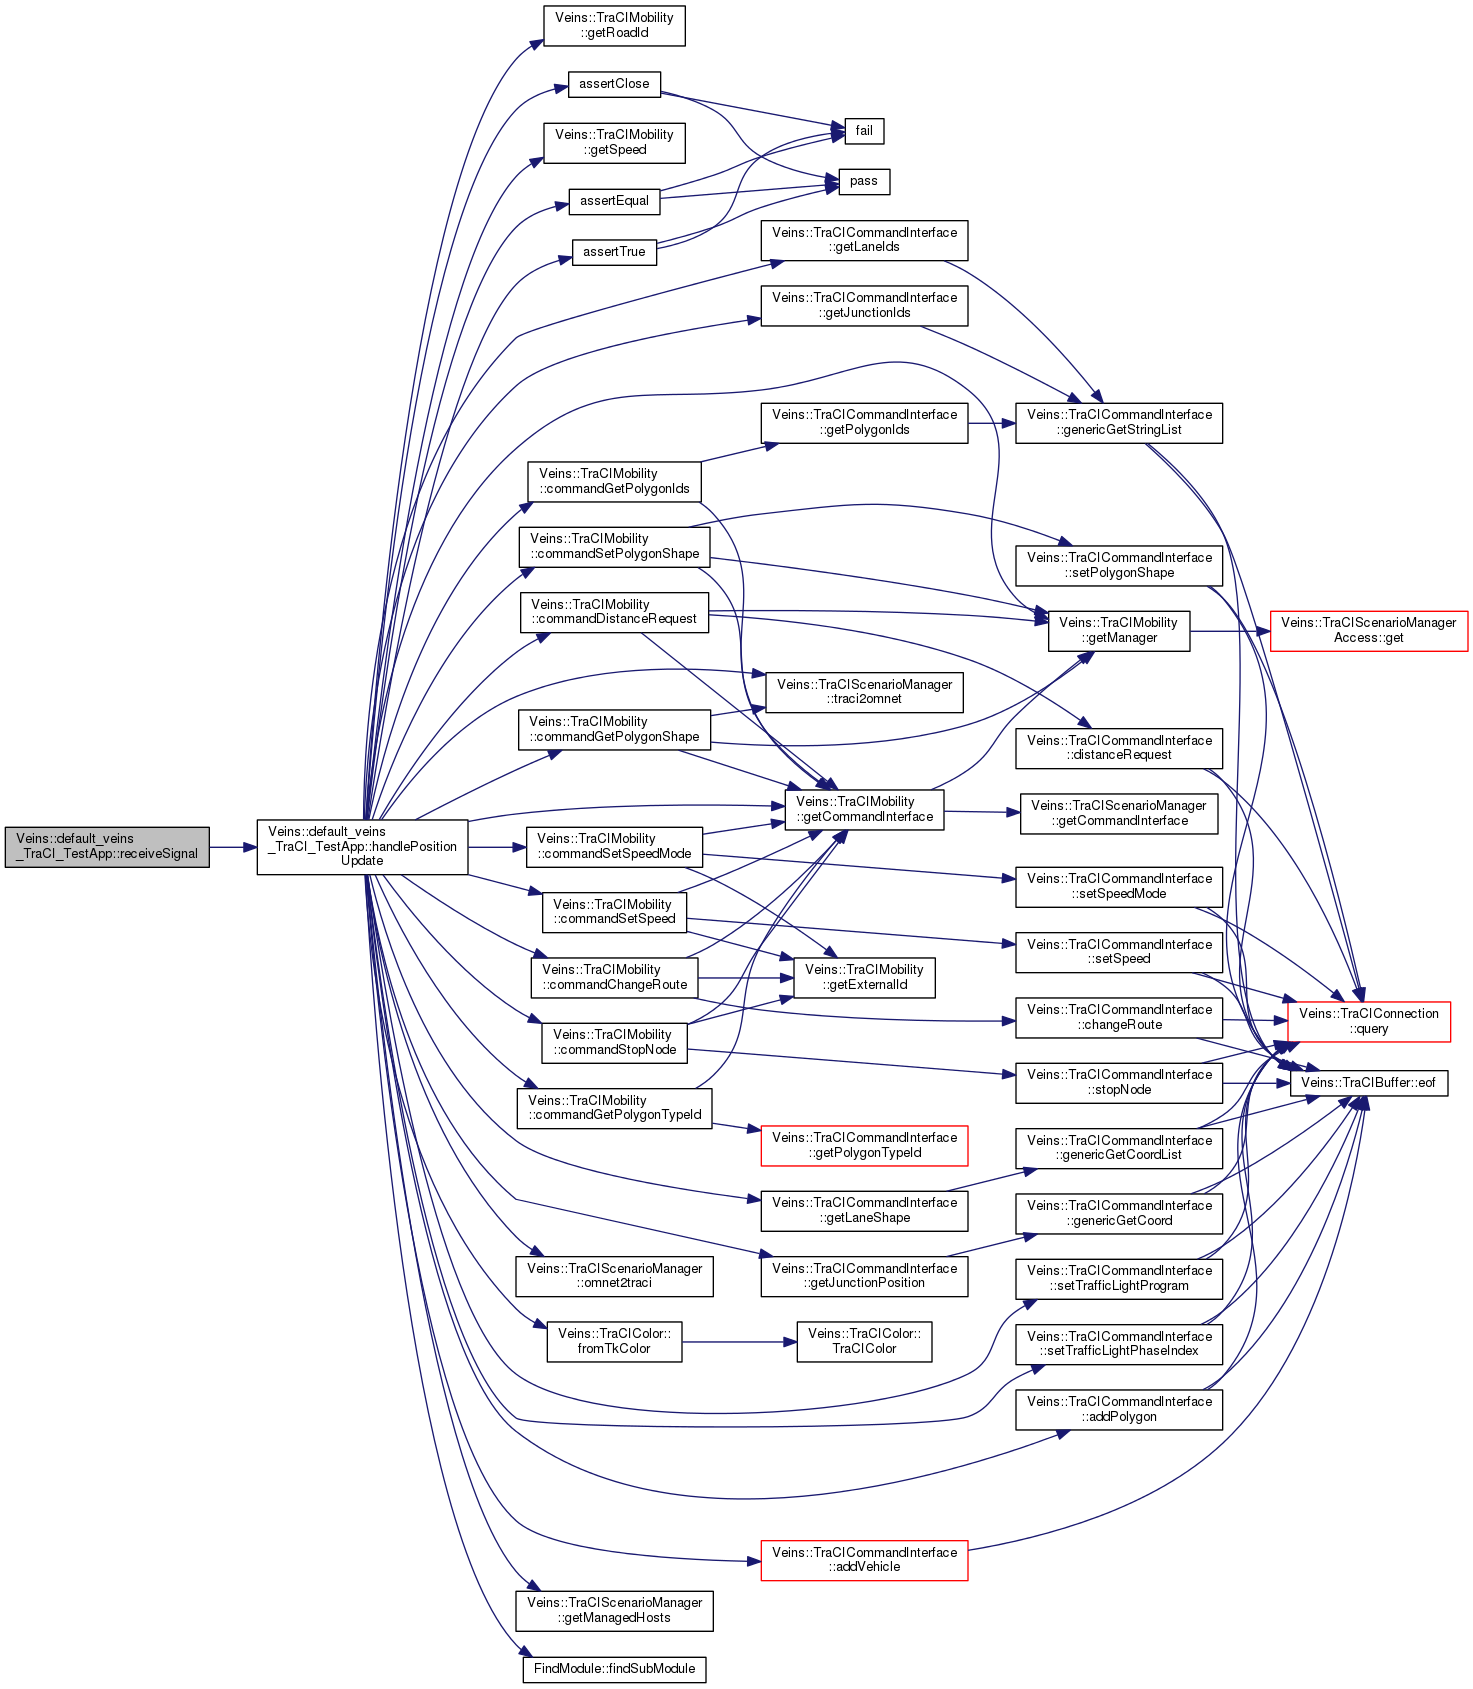 Veins::TraCIMobility
::getRoadId
assertClose
fail
Veins::TraCIMobility
::getSpeed
pass
assertEqual
assertTrue
Veins::TraCICommandInterface
::getLaneIds
Veins::TraCICommandInterface
::getJunctionIds
Veins::TraCICommandInterface
::getPolygonIds
Veins::TraCICommandInterface
::genericGetStringList
Veins::TraCIMobility
::commandGetPolygonIds
Veins::TraCIMobility
::commandSetPolygonShape
Veins::TraCICommandInterface
::setPolygonShape
Veins::TraCIMobility
::commandDistanceRequest
Veins::TraCIMobility
::getManager
Veins::TraCIScenarioManager
Access::get
Veins::TraCIScenarioManager
::traci2omnet
Veins::TraCIMobility
::commandGetPolygonShape
Veins::TraCICommandInterface
::distanceRequest
Veins::TraCIMobility
::getCommandInterface
Veins::TraCIScenarioManager
::getCommandInterface
Veins::default_veins
_TraCI_TestApp::receiveSignal
Veins::default_veins
_TraCI_TestApp::handlePosition
Update
Veins::TraCIMobility
::commandSetSpeedMode
Veins::TraCICommandInterface
::setSpeedMode
Veins::TraCIMobility
::commandSetSpeed
Veins::TraCICommandInterface
::setSpeed
Veins::TraCIMobility
::commandChangeRoute
Veins::TraCIMobility
::getExternalId
Veins::TraCICommandInterface
::changeRoute
Veins::TraCIConnection
::query
Veins::TraCIMobility
::commandStopNode
Veins::TraCICommandInterface
::stopNode
Veins::TraCIBuffer::eof
Veins::TraCIMobility
::commandGetPolygonTypeId
Veins::TraCICommandInterface
::getPolygonTypeId
Veins::TraCICommandInterface
::genericGetCoordList
Veins::TraCICommandInterface
::getLaneShape
Veins::TraCICommandInterface
::genericGetCoord
Veins::TraCIScenarioManager
::omnet2traci
Veins::TraCICommandInterface
::getJunctionPosition
Veins::TraCICommandInterface
::setTrafficLightProgram
Veins::TraCIColor::
fromTkColor
Veins::TraCIColor::
TraCIColor
Veins::TraCICommandInterface
::setTrafficLightPhaseIndex
Veins::TraCICommandInterface
::addPolygon
Veins::TraCICommandInterface
::addVehicle
Veins::TraCIScenarioManager
::getManagedHosts
FindModule::findSubModule